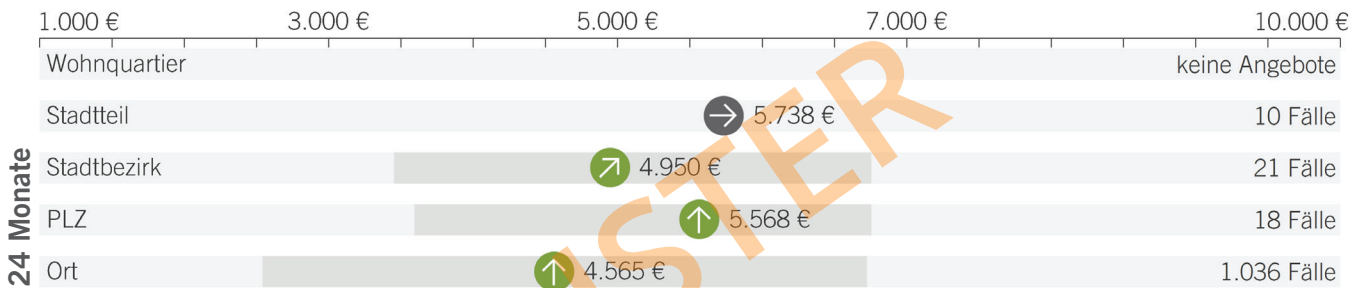 1.000 € 3.000 € 5.000 € 7.000 € 10.000 €
Wohnquartier keine Angebote
Stadtteil 5.738 € 10 Fälle
Stadtbezirk 4.950 € 21 Fälle
PLZ 5.568 € 18 Fälle
Ort 4.565 € 1.036 Fälle
24 Monate
STER